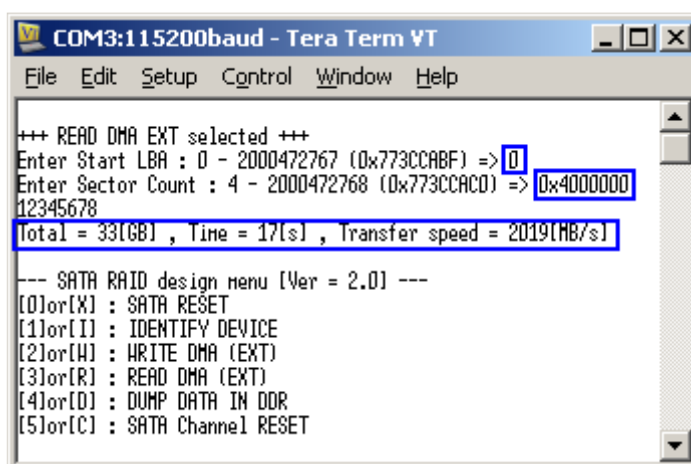 COM3:115200baud - Tera Term VT
File Edit Setup Control Window Help
+++ READ DMA EXT selected +++
Enter Start LBA : 0 - 2000472767 (0x773CCABF) => 0
Enter Sector Count : 4 - 2000472768 (0x773CCAC0) => 0x4000000
12345678
Total = 33[GB] , Time = 17[s] , Transfer speed = 2019[MB/s]
--- SATA RAID design menu [Ver = 2.0] ---
[0]or[X] : SATA RESET
[1]or[I] : IDENTIFY DEVICE
[2]or[W] : WRITE DMA (EXT)
[3]or[R] : READ DMA (EXT)
[4]or[D] : DUMP DATA IN DDR
[5]or[C] : SATA Channel RESET